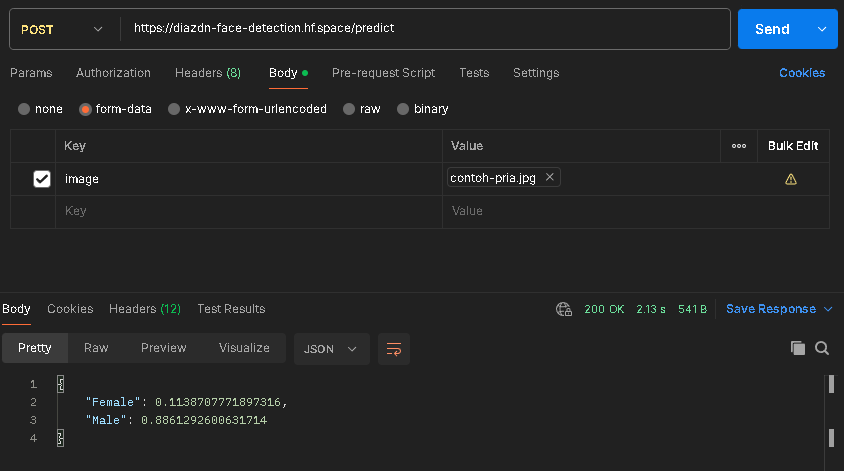 POST https://diazdn-face-detection.hf.space/predict Send
Params Authorization Headers (8) Body Pre-request Script Tests Settings Cookies
none form-data x-www-form-urlencoded raw binary
Key Value Bulk Edit
image contoh-pria.jpg
Key Value
Body Cookies Headers (12) Test Results 200 OK 2.13 s 541 B Save Response
Pretty Raw Preview Visualize JSON
1 {
2 "Female": 0.1138707771897316,
3 "Male": 0.8861292600631714
4 }